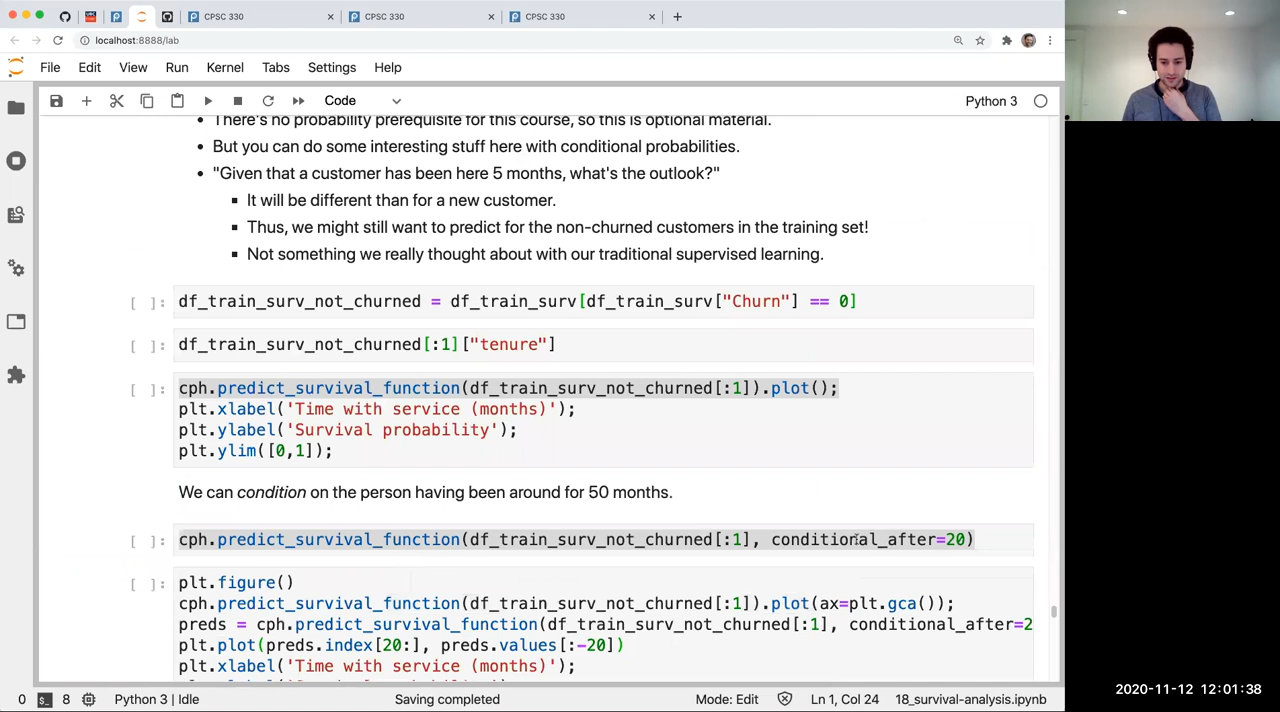 CPSC 330
CPSC 330
CPSC 330
localhost:8888/lab
File Edit View Run Kernel Tabs Settings Help
Code
Python 3
There's no probability prerequisite for this course, so this is optional material.
But you can do some interesting stuff here with conditional probabilities.
"Given that a customer has been here 5 months, what's the outlook?"
It will be different than for a new customer.
Thus, we might still want to predict for the non-churned customers in the training set!
Not something we really thought about with our traditional supervised learning.
[ ]: df_train_surv_not_churned = df_train_surv[df_train_surv["Churn"] == 0]
[ ]: df_train_surv_not_churned[:1]["tenure"]
[ ]: cph.predict_survival_function(df_train_surv_not_churned[:1]).plot();
plt.xlabel('Time with service (months)');
plt.ylabel('Survival probability');
plt.ylim([0,1]);
We can condition on the person having been around for 50 months.
[ ]: cph.predict_survival_function(df_train_surv_not_churned[:1], conditional_after=20)
[ ]: plt.figure()
cph.predict_survival_function(df_train_surv_not_churned[:1]).plot(ax=plt.gca());
preds = cph.predict_survival_function(df_train_surv_not_churned[:1], conditional_after=2
plt.plot(preds.index[20:], preds.values[:-20])
plt.xlabel('Time with service (months)');
0 8 Python 3 | Idle Saving completed Mode: Edit Ln 1, Col 24 18_survival-analysis.ipynb
2020-11-12 12:01:38